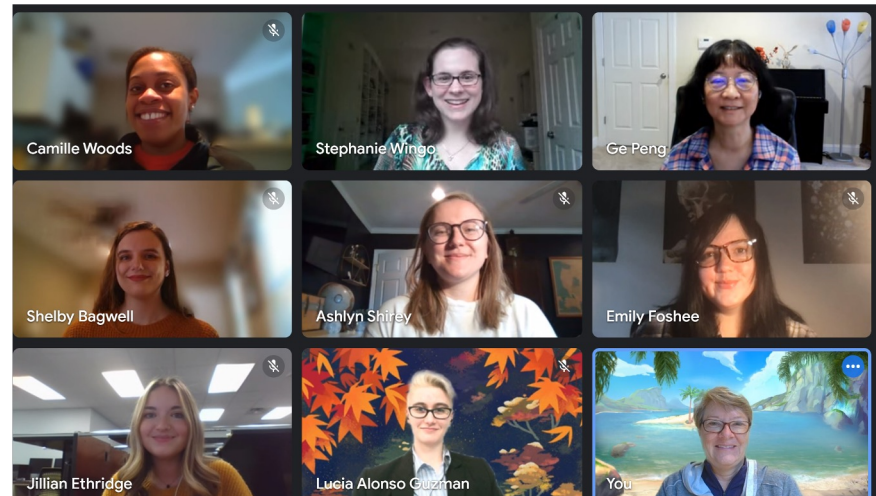 Camille Woods
Stephanie Wingo
Ge Peng
Shelby Bagwell
Ashlyn Shirey
Emily Foshee
Jillian Ethridge
Lucia Alonso Guzman
You